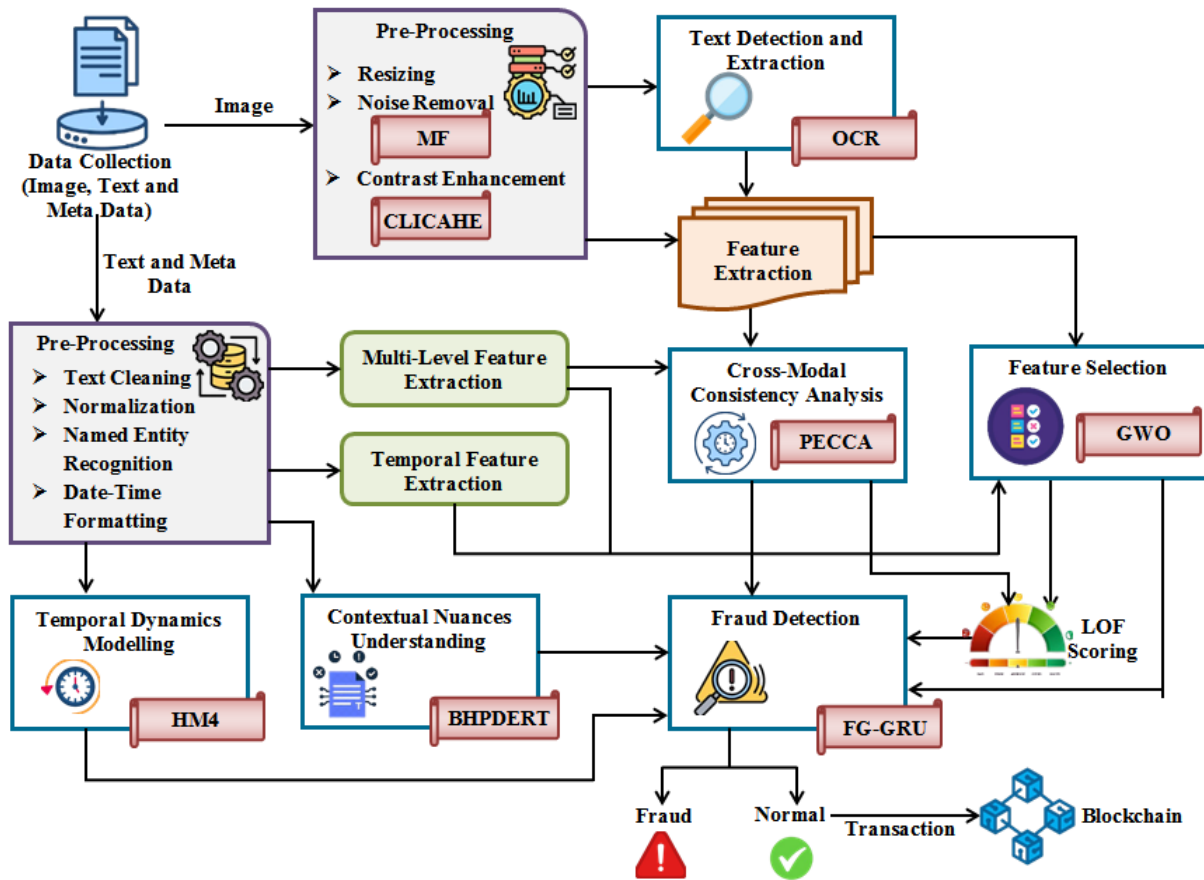 Pre-Processing
Resizing
Noise Removal
MF
Contrast Enhancement
CLICAHE
Text Detection and
Extraction
OCR
Image
Data Collection
(Image, Text and
Meta Data)
Text and Meta
Data
Feature
Extraction
Pre-Processing
Text Cleaning
Normalization
Named Entity
Recognition
Date-Time
Formatting
Multi-Level Feature
Extraction
Temporal Feature
Extraction
Cross-Modal
Consistency Analysis
PECCA
Feature Selection
GWO
Temporal Dynamics
Modelling
HM4
Contextual Nuances
Understanding
BHPDERT
Fraud Detection
FG-GRU
LOF
Scoring
Fraud
Normal
Transaction
Blockchain